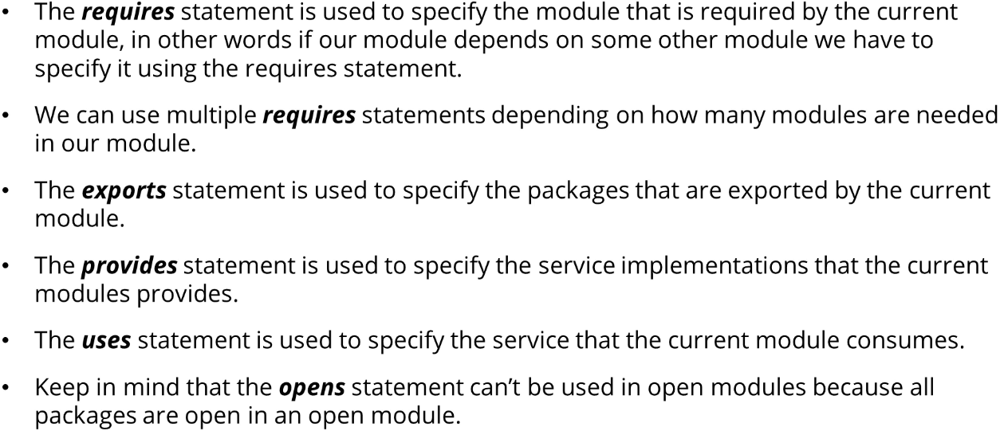 • The requires statement is used to specify the module that is required by the current
module, in other words if our module depends on some other module we have to
specify it using the requires statement.
• We can use multiple requires statements depending on how many modules are needed
in our module.
• The exports statement is used to specify the packages that are exported by the current
module.
• The provides statement is used to specify the service implementations that the current
modules provides.
• The uses statement is used to specify the service that the current module consumes.
• Keep in mind that the opens statement can’t be used in open modules because all
packages are open in an open module.